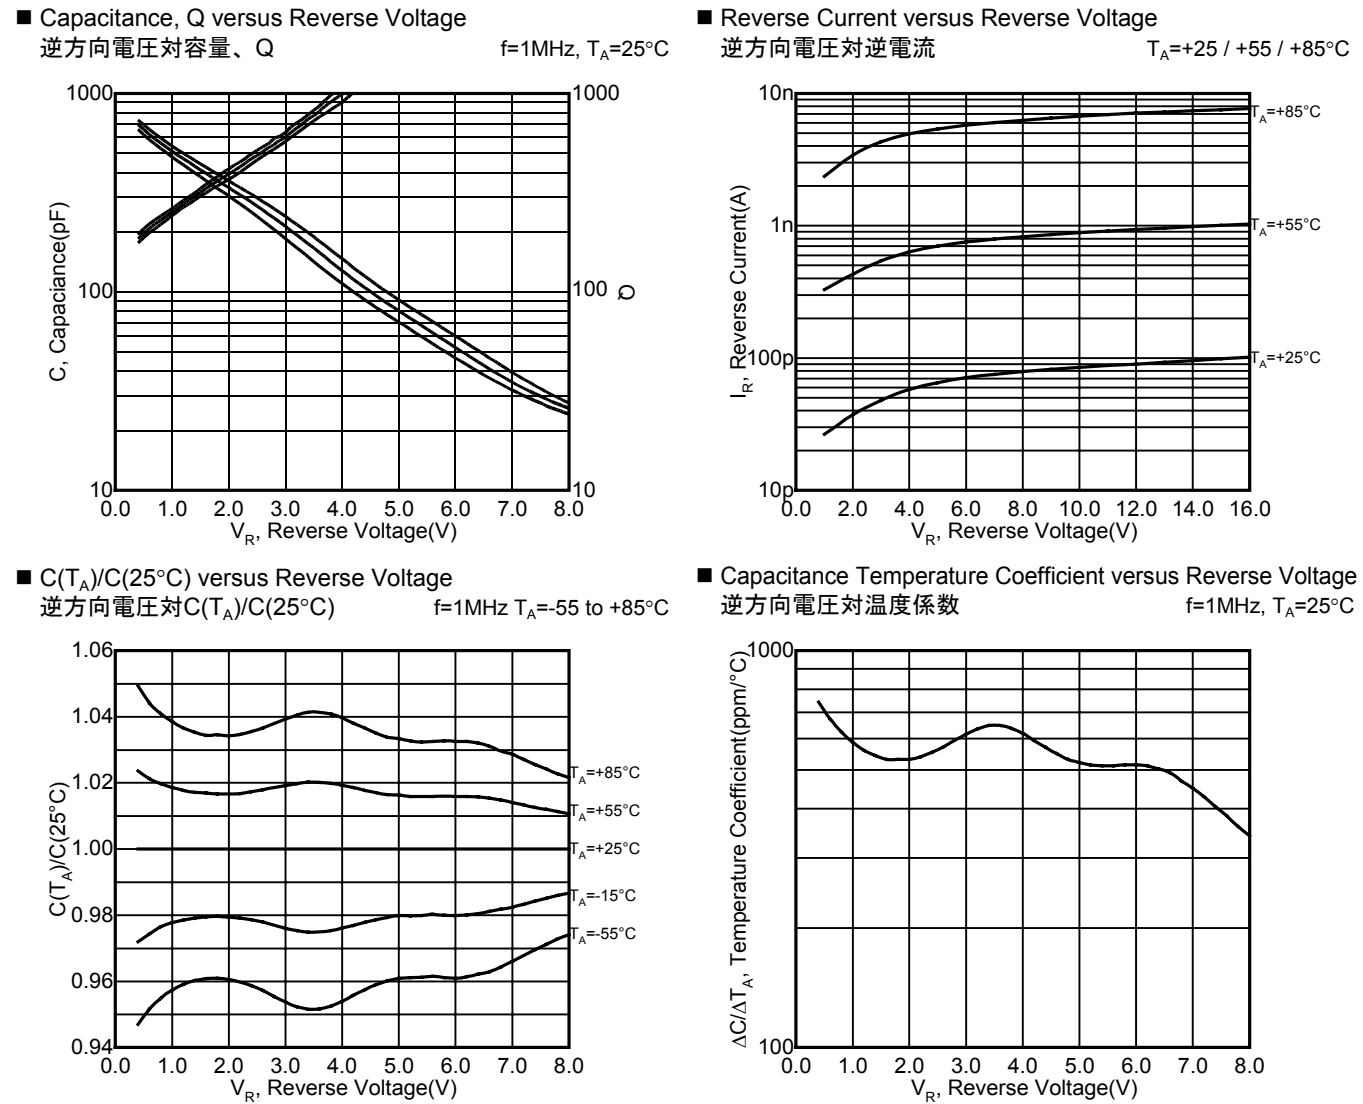 ■ Capacitance, Q versus Reverse Voltage
逆方向電圧対容量、Q f=1MHz, TA=25°C
1000
100
10
1000
100
10
C, Capaciance(pF)
Q
0.0 1.0 2.0 3.0 4.0 5.0 6.0 7.0 8.0
VR, Reverse Voltage(V)
■ Reverse Current versus Reverse Voltage
逆方向電圧対逆電流 TA=+25 / +55 / +85°C
10n
1n
100p
10p
IR, Reverse Current(A)
TA=+85°C
TA=+55°C
TA=+25°C
0.0 2.0 4.0 6.0 8.0 10.0 12.0 14.0 16.0
VR, Reverse Voltage(V)
■ C(TA)/C(25°C) versus Reverse Voltage
逆方向電圧対C(TA)/C(25°C) f=1MHz TA=-55 to +85°C
1.06
1.04
1.02
1.00
0.98
0.96
0.94
C(TA)/C(25°C)
TA=+85°C
TA=+55°C
TA=+25°C
TA=-15°C
TA=-55°C
0.0 1.0 2.0 3.0 4.0 5.0 6.0 7.0 8.0
VR, Reverse Voltage(V)
■ Capacitance Temperature Coefficient versus Reverse Voltage
逆方向電圧対温度係数 f=1MHz, TA=25°C
1000
100
ΔC/ΔTA, Temperature Coefficient(ppm/°C)
0.0 1.0 2.0 3.0 4.0 5.0 6.0 7.0 8.0
VR, Reverse Voltage(V)